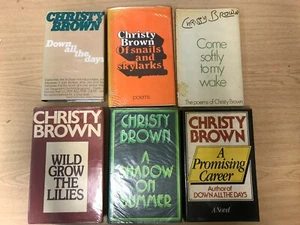 CHRISTY
BROWN
Down all
the days
Christy
Brown
Of snails
and
skylarks
poems
CHRISTY BROWN
Come
softly
to my
wake
The poems of Christy Brown
CHRISTY
BROWN
WILD
GROW THE
LILIES
CHRISTY
BROWN
A
SHADOW
ON
SUMMER
CHRISTY
BROWN
A
Promising
Career
Author of
DOWN ALL THE DAYS
A Novel